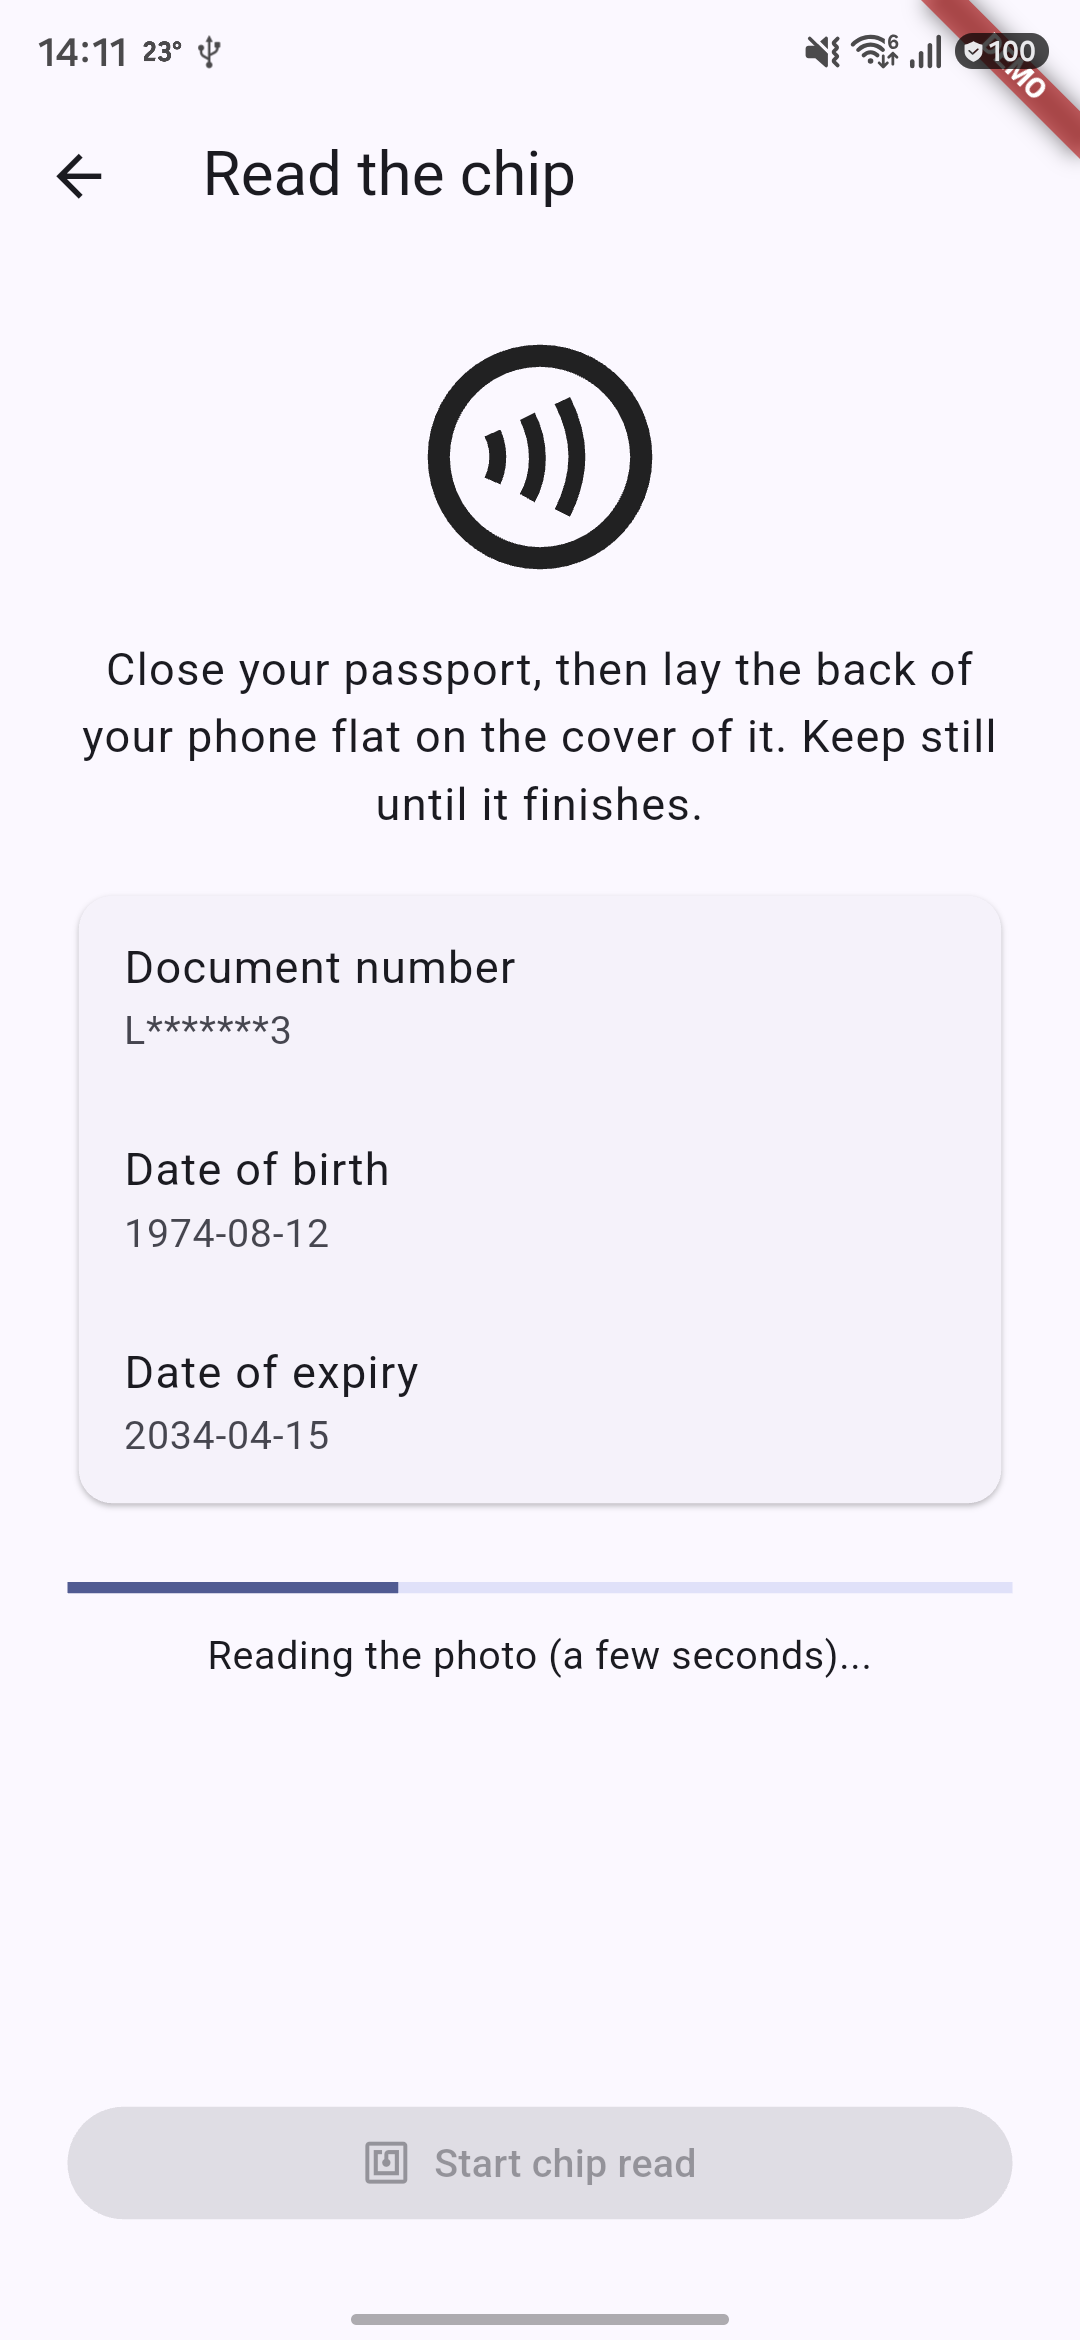 14:11 23°
6 100
Read the chip
Close your passport, then lay the back of
your phone flat on the cover of it. Keep still
until it finishes.
Document number
L*******3
Date of birth
1974-08-12
Date of expiry
2034-04-15
Reading the photo (a few seconds)...
Start chip read